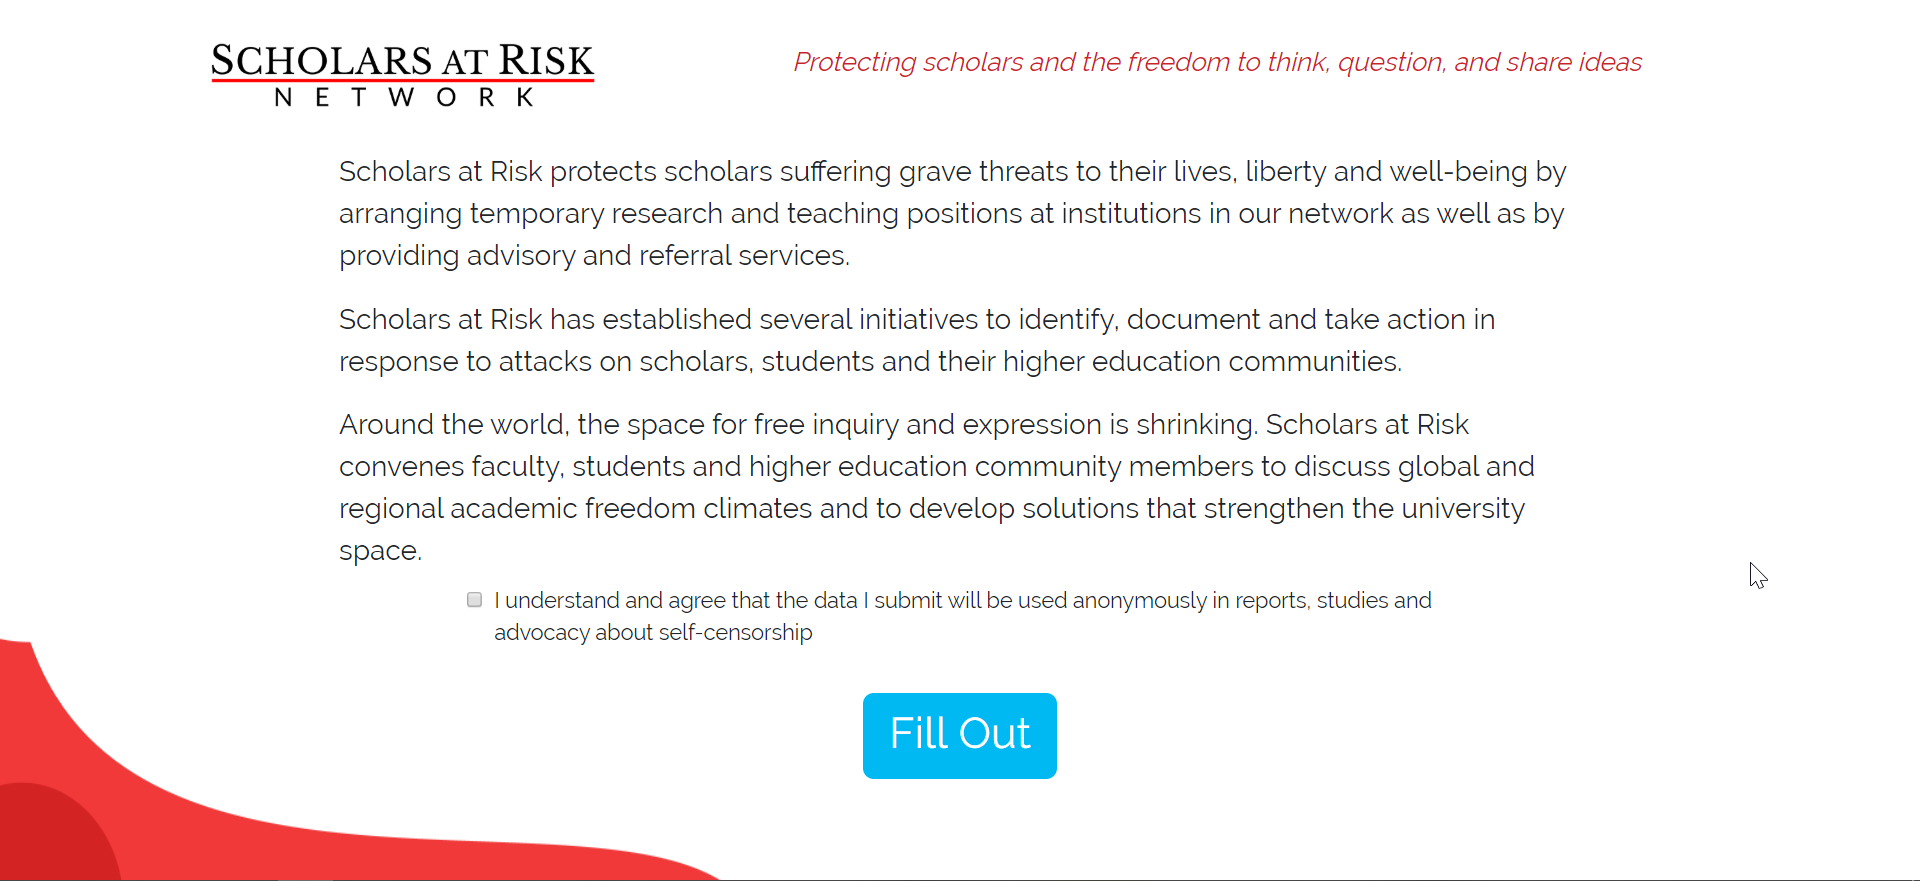 SCHOLARS AT RISK
NETWORK
Protecting scholars and the freedom to think, question, and share ideas
Scholars at Risk protects scholars suffering grave threats to their lives, liberty and well-being by
arranging temporary research and teaching positions at institutions in our network as well as by
providing advisory and referral services.
Scholars at Risk has established several initiatives to identify, document and take action in
response to attacks on scholars, students and their higher education communities.
Around the world, the space for free inquiry and expression is shrinking. Scholars at Risk
convenes faculty, students and higher education community members to discuss global and
regional academic freedom climates and to develop solutions that strengthen the university
space.
I understand and agree that the data I submit will be used anonymously in reports, studies and
advocacy about self-censorship
Fill Out